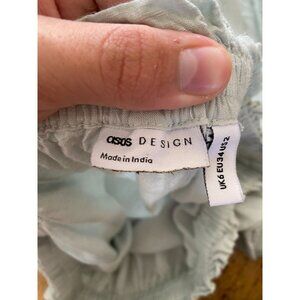 asos DESIGN
Made in India
UK6 EU34 US2